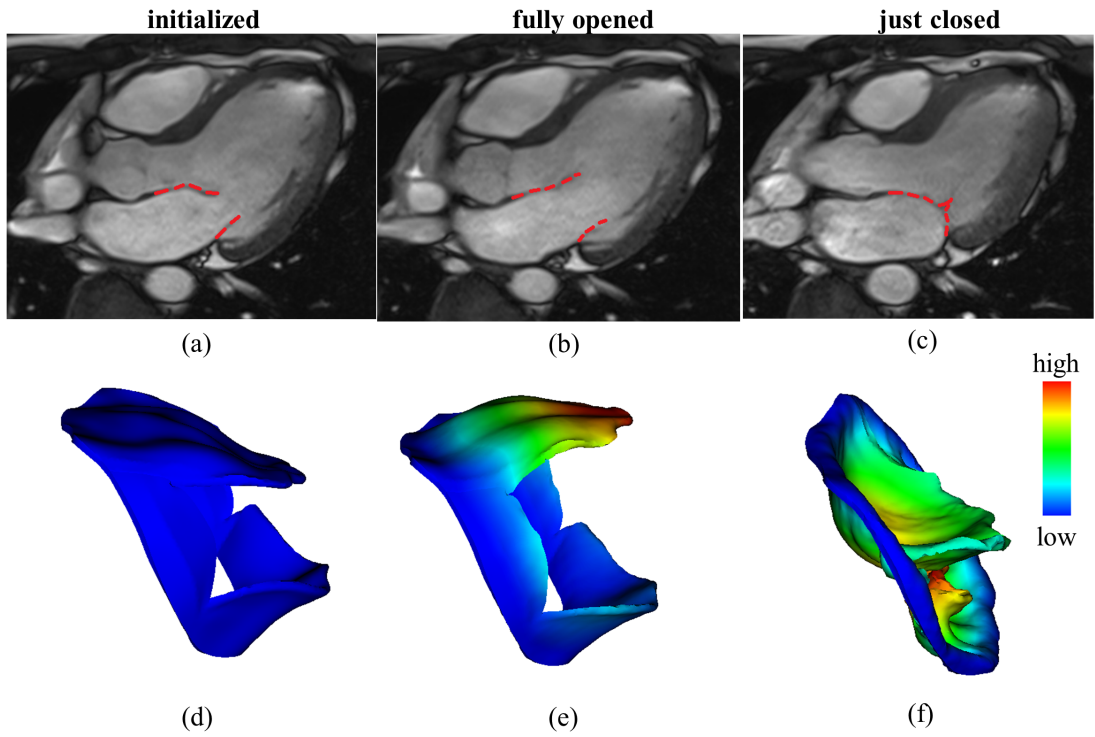 initialized fully opened just closed
(a) (b) (c)
high
low
(d) (e) (f)